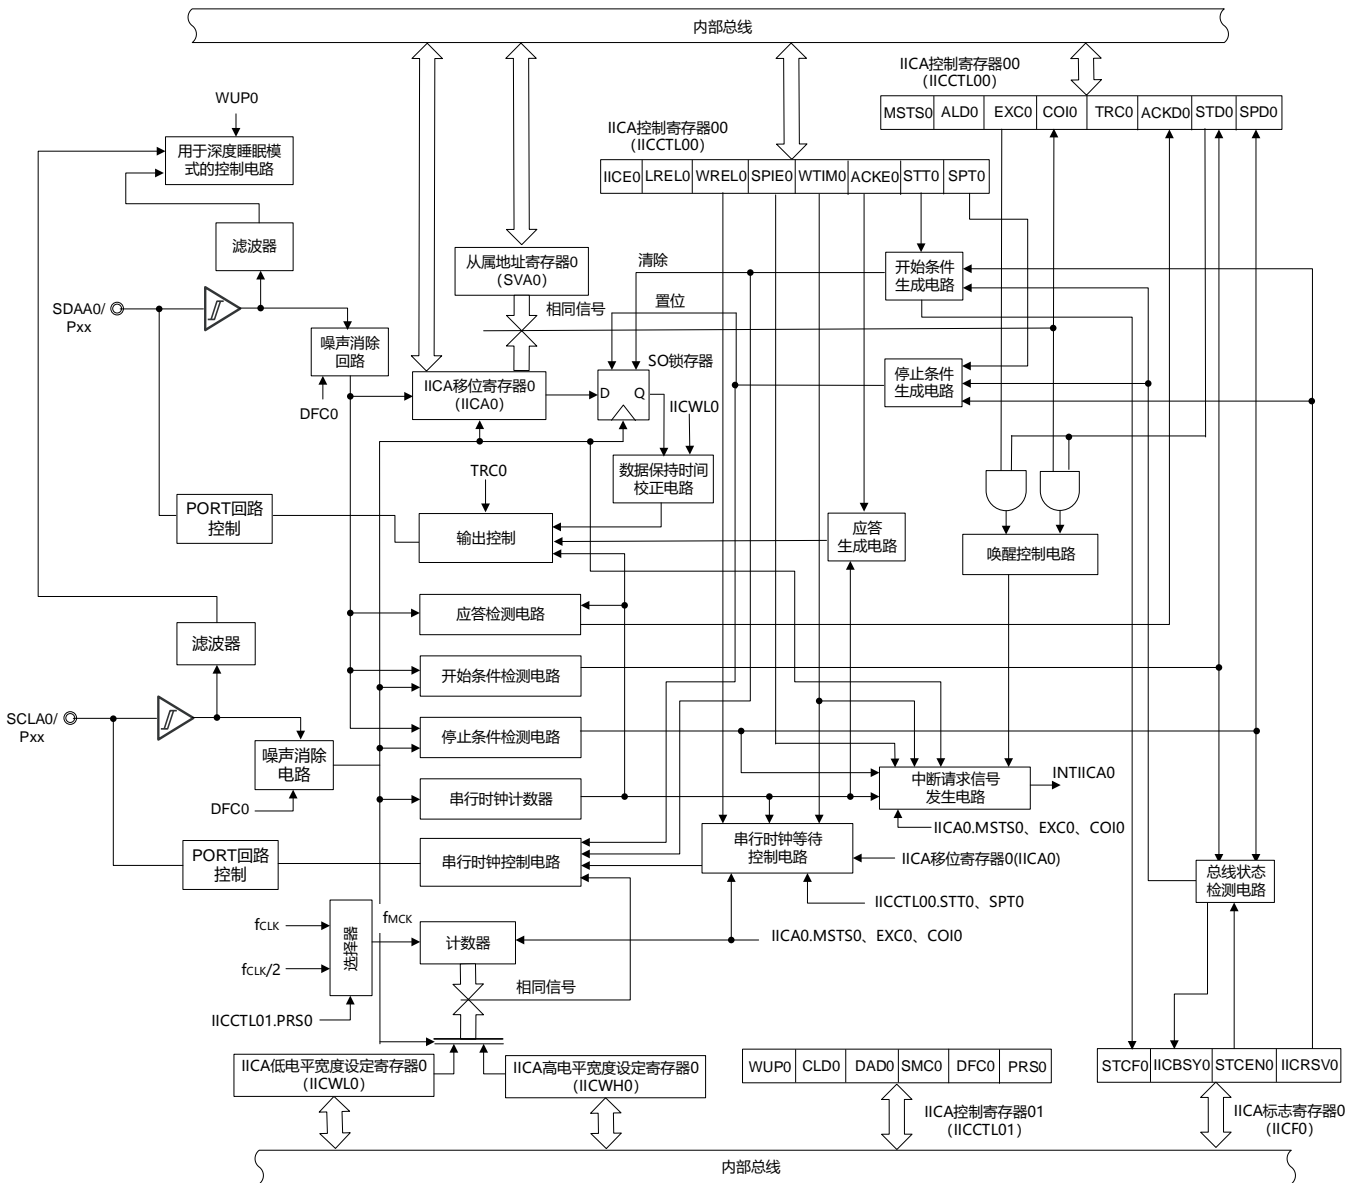 内部总线
IICA控制寄存器00
(IICCTL00)
MSTS0 ALD0 EXC0 COI0 TRC0 ACKD0 STD0 SPD0
WUP0
IICA控制寄存器00
(IICCTL00)
用于深度睡眠模
式的控制电路
IICE0 LREL0 WREL0 SPIE0 WTIM0 ACKE0 STT0 SPT0
滤波器
从属地址寄存器0
(SVA0)
清除
开始条件
生成电路
SDAA0/
Pxx
置位
相同信号
噪声消除
回路
SO锁存器
停止条件
生成电路
IICA移位寄存器0
(IICA0)
D Q
DFC0
IICWL0
TRC0
数据保持时间
校正电路
PORT回路
控制
输出控制
应答
生成电路
唤醒控制电路
应答检测电路
滤波器
开始条件检测电路
SCLA0/
Pxx
停止条件检测电路
噪声消除
电路
中断请求信号
发生电路
INTIICA0
串行时钟计数器
DFC0
IICA0.MSTS0、EXC0、COI0
串行时钟等待
控制电路
PORT回路
控制
串行时钟控制电路
IICA移位寄存器0(IICA0)
总线状态
检测电路
IICCTL00.STT0、SPT0
fCLK
选择器
fMCK
计数器
IICA0.MSTS0、EXC0、COI0
fCLK/2
相同信号
IICCTL01.PRS0
IICA低电平宽度设定寄存器0
(IICWL0)
IICA高电平宽度设定寄存器0
(IICWH0)
WUP0 CLD0 DAD0 SMC0 DFC0 PRS0
STCF0 IICBSY0 STCEN0 IICRSV0
IICA控制寄存器01
(IICCTL01)
IICA标志寄存器0
(IICF0)
内部总线